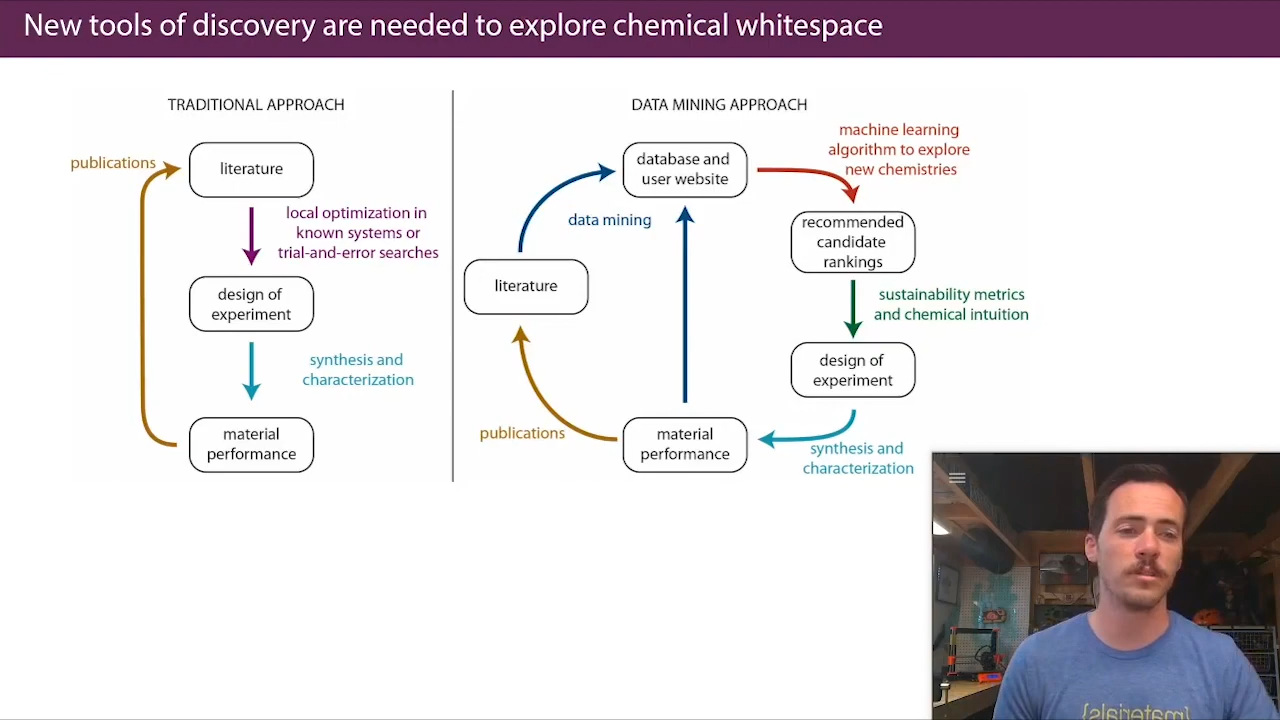 New tools of discovery are needed to explore chemical whitespace
TRADITIONAL APPROACH
publications
literature
local optimization in
known systems or
trial-and-error searches
design of
experiment
synthesis and
characterization
material
performance
DATA MINING APPROACH
database and
user website
machine learning
algorithm to explore
new chemistries
data mining
recommended
candidate
rankings
literature
sustainability metrics
and chemical intuition
design of
experiment
publications
material
performance
synthesis and
characterization
{materials}